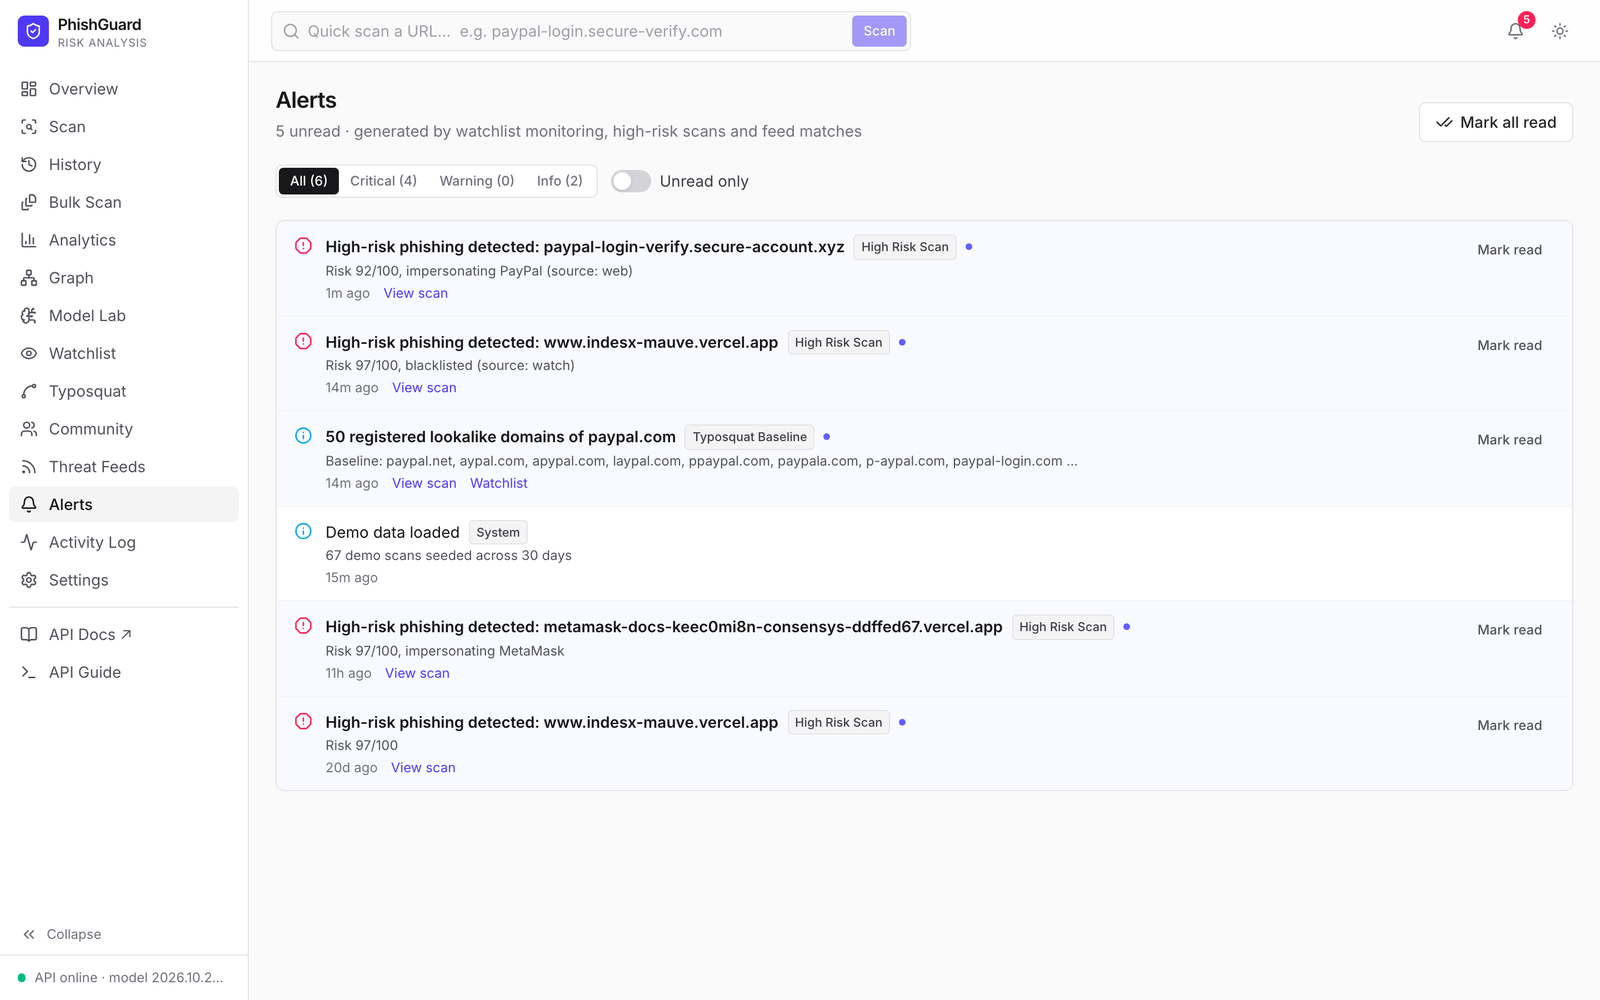 PhishGuard
RISK ANALYSIS
Overview
Scan
History
Bulk Scan
Analytics
Graph
Model Lab
Watchlist
Typosquat
Community
Threat Feeds
Alerts
Activity Log
Settings
API Docs ↗
API Guide
Collapse
API online · model 2026.10.2...
Quick scan a URL... e.g. paypal-login.secure-verify.com
Scan
5
Alerts
5 unread · generated by watchlist monitoring, high-risk scans and feed matches
Mark all read
All (6) Critical (4) Warning (0) Info (2) Unread only
High-risk phishing detected: paypal-login-verify.secure-account.xyz High Risk Scan
Mark read
Risk 92/100, impersonating PayPal (source: web)
1m ago View scan
High-risk phishing detected: www.indesx-mauve.vercel.app High Risk Scan
Mark read
Risk 97/100, blacklisted (source: watch)
14m ago View scan
50 registered lookalike domains of paypal.com Typosquat Baseline
Mark read
Baseline: paypal.net, aypal.com, apypal.com, laypal.com, ppaypal.com, paypala.com, p-aypal.com, paypal-login.com ...
14m ago View scan Watchlist
Demo data loaded System
67 demo scans seeded across 30 days
15m ago
High-risk phishing detected: metamask-docs-keec0mi8n-consensys-ddffed67.vercel.app High Risk Scan
Mark read
Risk 97/100, impersonating MetaMask
11h ago View scan
High-risk phishing detected: www.indesx-mauve.vercel.app High Risk Scan
Mark read
Risk 97/100
20d ago View scan